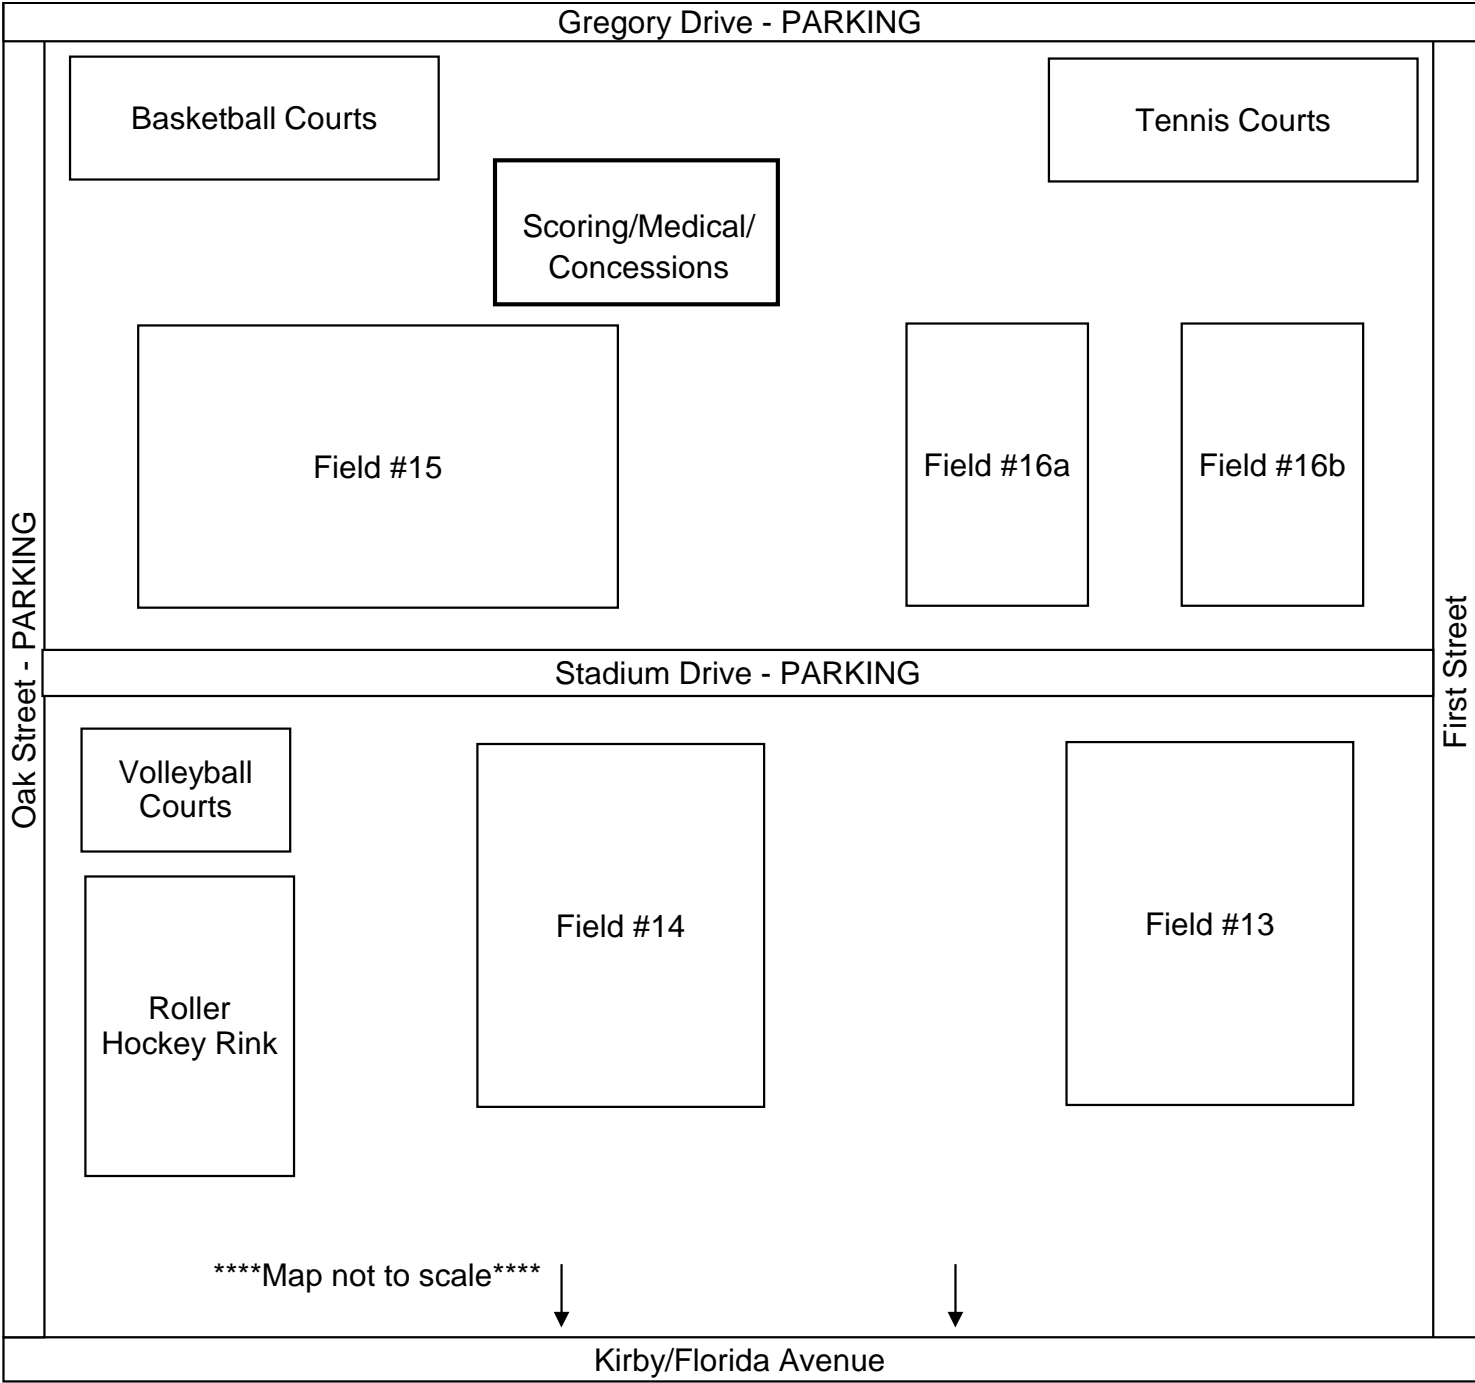 Gregory Drive - PARKING
Basketball Courts
Tennis Courts
Scoring/Medical/
Concessions
Field #15
Field #16a
Field #16b
Oak Street - PARKING
First Street
Stadium Drive - PARKING
Volleyball
Courts
Field #14
Field #13
Roller
Hockey Rink
****Map not to scale****
Kirby/Florida Avenue